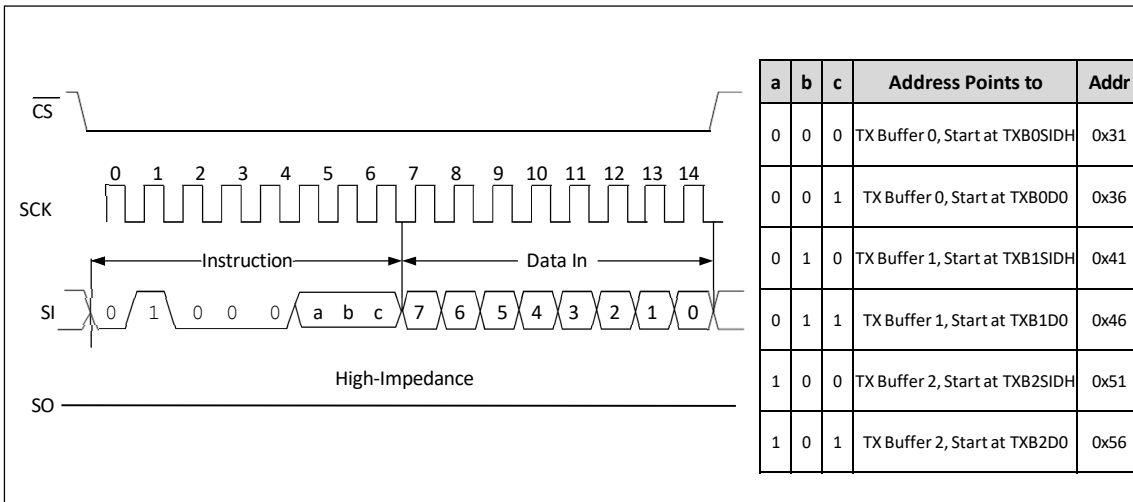 CS
0 1 2 3 4 5 6 7 8 9 10 11 12 13 14
SCK
Instruction Data In
SI 0 1 0 0 0 a b c 7 6 5 4 3 2 1 0
High-Impedance
SO
a b c Address Points to Addr
0 0 0 TX Buffer 0, Start at TXB0SIDH 0x31
0 0 1 TX Buffer 0, Start at TXB0D0 0x36
0 1 0 TX Buffer 1, Start at TXB1SIDH 0x41
0 1 1 TX Buffer 1, Start at TXB1D0 0x46
1 0 0 TX Buffer 2, Start at TXB2SIDH 0x51
1 0 1 TX Buffer 2, Start at TXB2D0 0x56